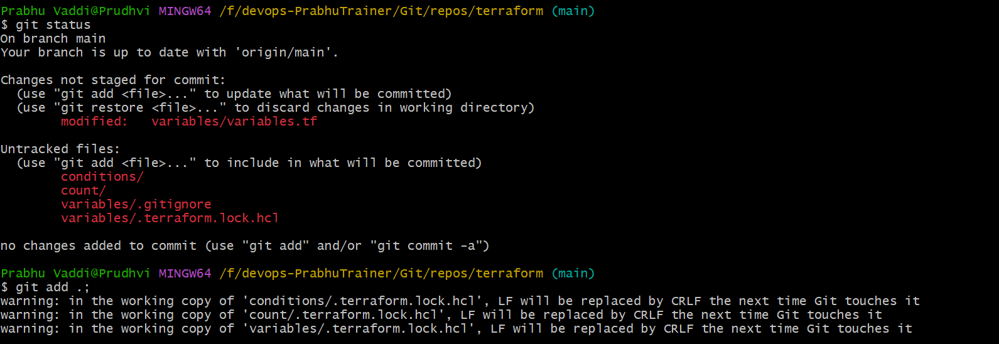 Prabhu Vaddi@Prudhvi MINGW64 /f/devops-PrabhuTrainer/Git/repos/terraform (main)
$ git status
On branch main
Your branch is up to date with 'origin/main'.

Changes not staged for commit:
  (use "git add <file>..." to update what will be committed)
  (use "git restore <file>..." to discard changes in working directory)
        modified:   variables/variables.tf

Untracked files:
  (use "git add <file>..." to include in what will be committed)
        conditions/
        count/
        variables/.gitignore
        variables/.terraform.lock.hcl

no changes added to commit (use "git add" and/or "git commit -a")

Prabhu Vaddi@Prudhvi MINGW64 /f/devops-PrabhuTrainer/Git/repos/terraform (main)
$ git add .;
warning: in the working copy of 'conditions/.terraform.lock.hcl', LF will be replaced by CRLF the next time Git touches it
warning: in the working copy of 'count/.terraform.lock.hcl', LF will be replaced by CRLF the next time Git touches it
warning: in the working copy of 'variables/.terraform.lock.hcl', LF will be replaced by CRLF the next time Git touches it